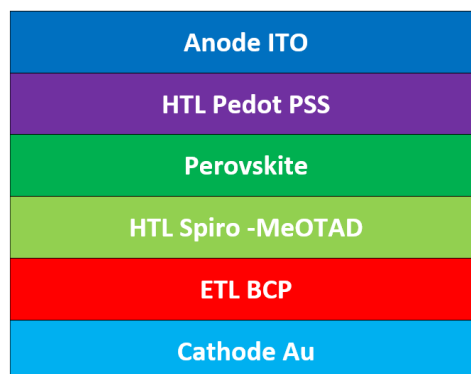 Anode ITO
HTL Pedot PSS
Perovskite
HTL Spiro -MeOTAD
ETL BCP
Cathode Au